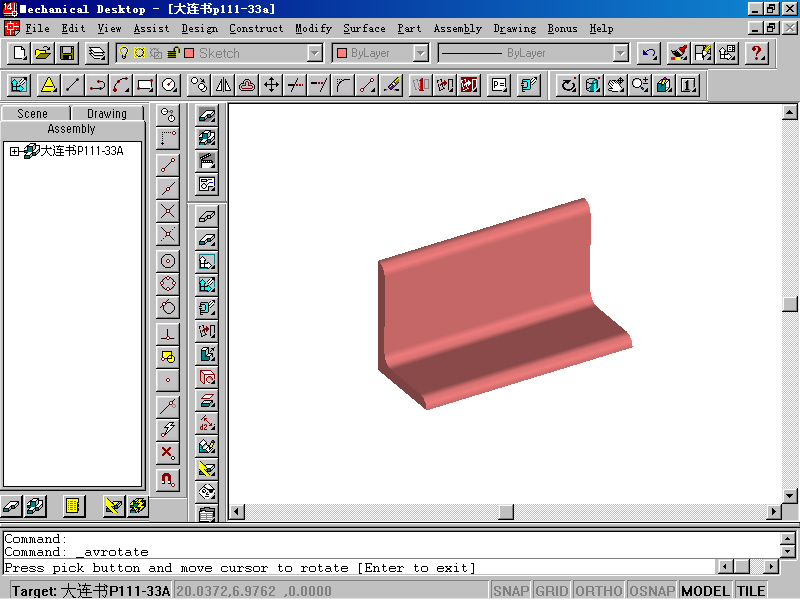 Mechanical Desktop - [大连书p111-33a]
File Edit View Assist Design Construct Modify Surface Part Assembly Drawing Bonus Help
Sketch ByLayer ByLayer
Scene Drawing
Assembly
大连书P111-33A
Command:
Command: _avrotate
Press pick button and move cursor to rotate [Enter to exit]
Target: 大连书P111-33A 20.0372,6.9762 ,0.0000 SNAP GRID ORTHO OSNAP MODEL TILE